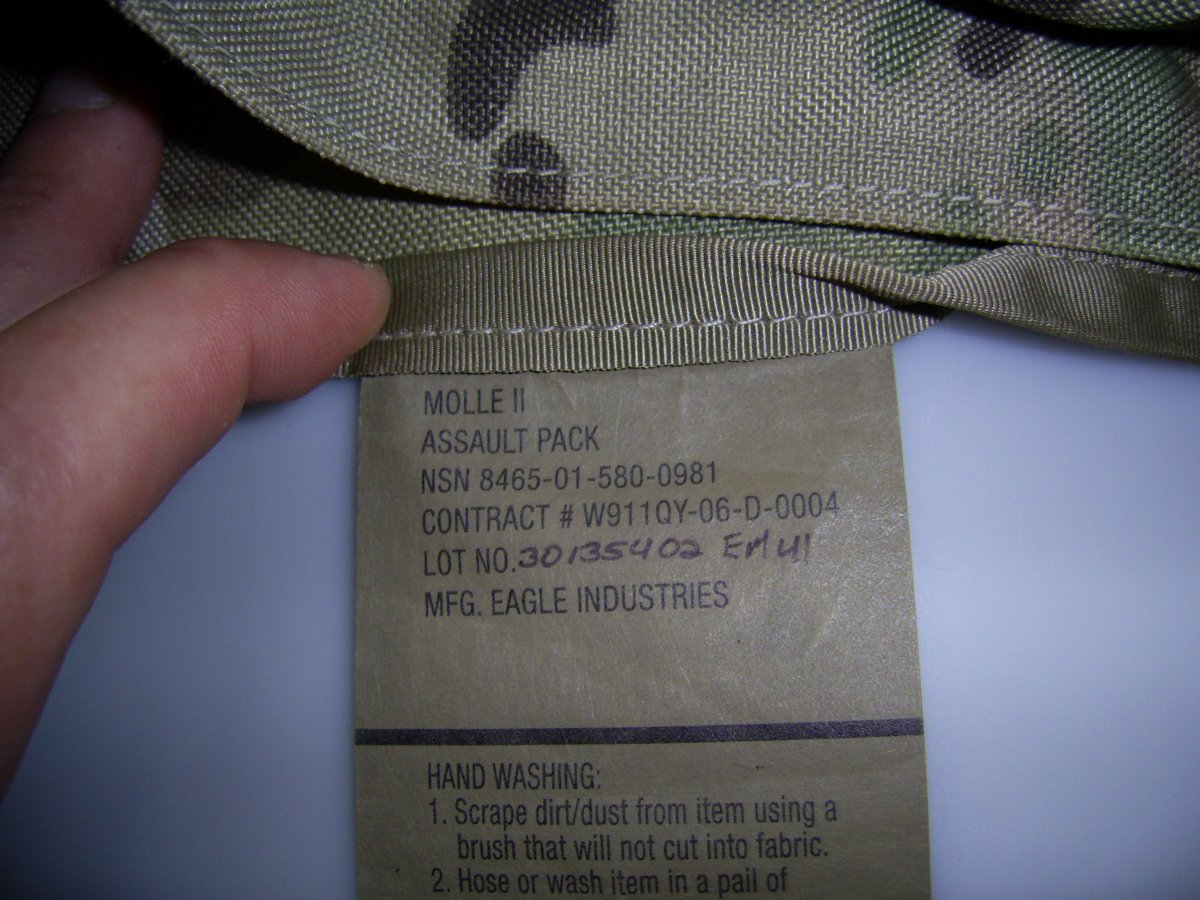 MOLLE II
ASSAULT PACK
NSN 8465-01-580-0981
CONTRACT # W911QY-06-D-0004
LOT NO. 30135402
MFG. EAGLE INDUSTRIES
HAND WASHING:
1. Scrape dirt/dust from item using a
brush that will not cut into fabric.
2. Hose or wash item in a pail of